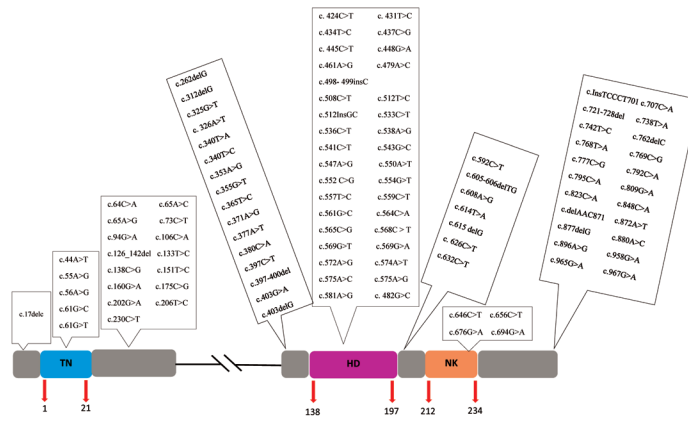 c.17delc
c.44A>T
c.55A>G
c.56A>G
c.61G>C
c.61G>T
c.64C>A c.65A>C
c.65A>G c.73C>T
c.94G>A c.106C>A
c.126_142del c.133T>C
c.138C>G c.151T>C
c.160G>A c.175C>G
c.202G>A c.206T>C
c.230C>T
c.262delG
c.312delG
c.325G>T
c. 326A>T
c.340T>A
c.340T>C
c.353A>G
c.355G>T
c.365T>C
c.371A>G
c.377A>T
c.380C>A
c.397C>T
c.397-400del
c.403G>A
c.403delG
c. 424C>T c. 431T>C
c.434T>C c.437C>G
c. 445C>T c.448G>A
c.461A>G c.479A>C
c.498- 499insC
c.508C>T c.512T>C
c.512InsGC c.533C>T
c.536C>T c.538A>G
c.541C>T c.543G>C
c.547A>G c.550A>T
c.552 C>G c.554G>T
c.557T>C c.559C>T
c.561G>C c.564C>A
c.565C>G c.568C > T
c.569G>T c.569G>A
c.572A>G c.574A>T
c.575A>C c.575A>G
c.581A>G c. 482G>C
c.592C>T
c.605-606delTG
c.608A>G
c.614T>A
c.615 delG
c. 626C>T
c.632C>T
c.646C>T c.656C>T
c.676G>A c.694G>A
c.InsTCCCT701 c.707C>A
c.721-728del c.738T>A
c.742T>C c.762delC
c.768T>A c.769C>G
c.777C>G c.792C>A
c.795C>A c.809G>A
c.823C>A c.848C>A
c.delAAC871 c.872A>T
c.877delG c.880A>C
c.896A>G c.958G>A
c.965G>A c.967G>A
TN HD NK
1 21 138 197 212 234